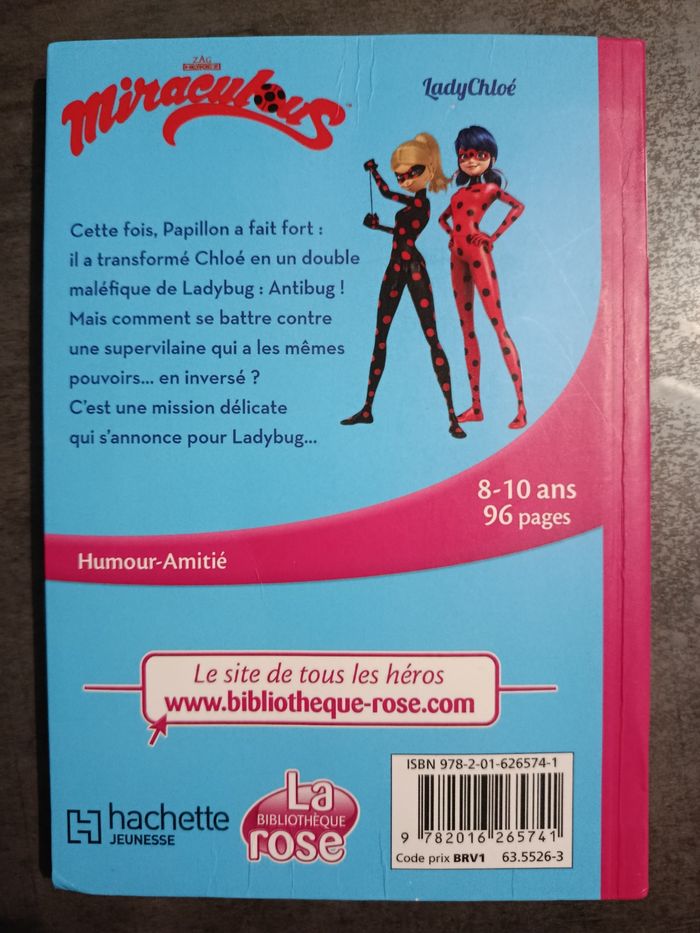 ZAG
Miraculous™
LadyChloé
Cette fois, Papillon a fait fort :
il a transformé Chloé en un double
maléfique de Ladybug : Antibug !
Mais comment se battre contre
une supervilaine qui a les mêmes
pouvoirs... en inversé ?
C'est une mission délicate
qui s'annonce pour Ladybug...
8-10 ans
96 pages
Humour-Amitié
Le site de tous les héros
www.bibliotheque-rose.com
hachette
JEUNESSE
La
BIBLIOTHÈQUE
rose
ISBN 978-2-01-626574-1
9 782016 265741
Code prix BRV1 63.5526-3